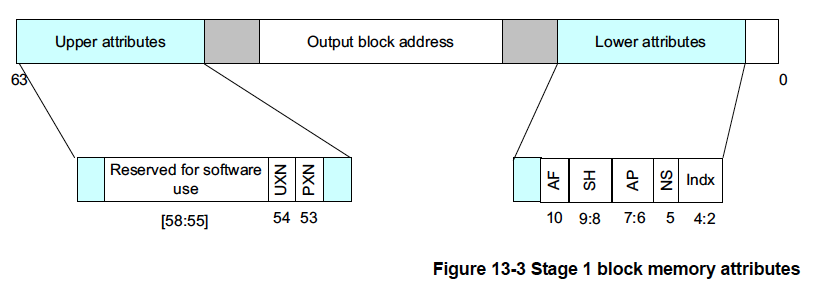 Upper attributes Output block address Lower attributes
63 0
Reserved for software
use
UXN PXN AF SH AP NS Indx
[58:55] 54 53 10 9:8 7:6 5 4:2
Figure 13-3 Stage 1 block memory attributes